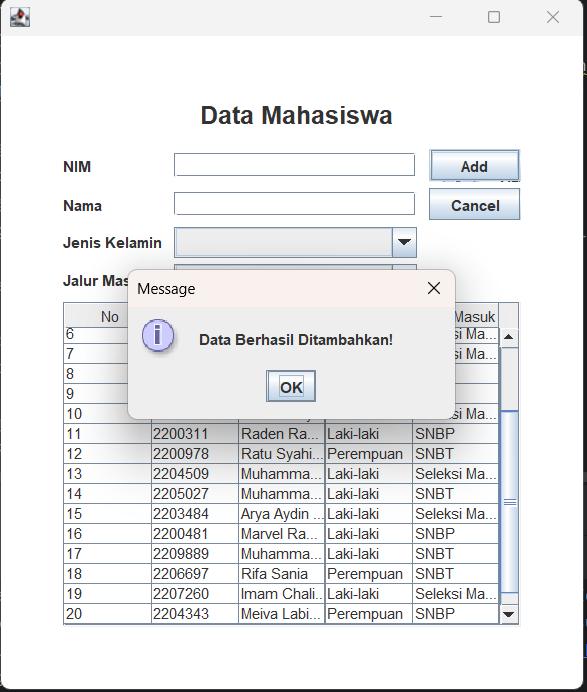 Data Mahasiswa
NIM
Add
Nama
Cancel
Jenis Kelamin
Jalur Mas
Message
Data Berhasil Ditambahkan!
OK
No Masuk
6 si Ma...
7 si Ma...
8
9
10 si Ma...
11 2200311 Raden Ra... Laki-laki SNBP
12 2200978 Ratu Syahi... Perempuan SNBT
13 2204509 Muhamma... Laki-laki Seleksi Ma...
14 2205027 Muhamma... Laki-laki SNBT
15 2203484 Arya Aydin ... Laki-laki Seleksi Ma...
16 2200481 Marvel Ra... Laki-laki SNBP
17 2209889 Muhamma... Laki-laki SNBT
18 2206697 Rifa Sania Perempuan SNBT
19 2207260 Imam Chali... Laki-laki Seleksi Ma...
20 2204343 Meiva Labi... Perempuan SNBP